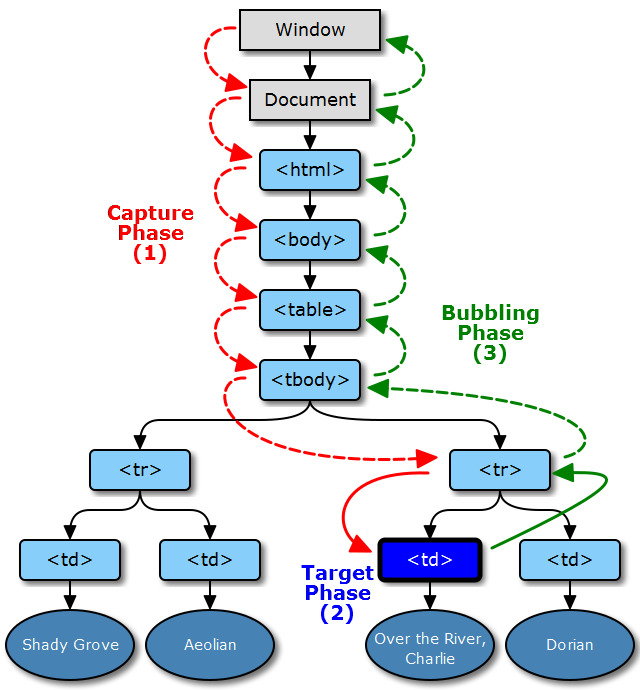 Window
Document
<html>
Capture
Phase
(1)
<body>
<table>
Bubbling
Phase
(3)
<tbody>
<tr>
<tr>
<td>
<td>
<td>
<td>
Target
Phase
(2)
Shady Grove
Aeolian
Over the River,
Charlie
Dorian